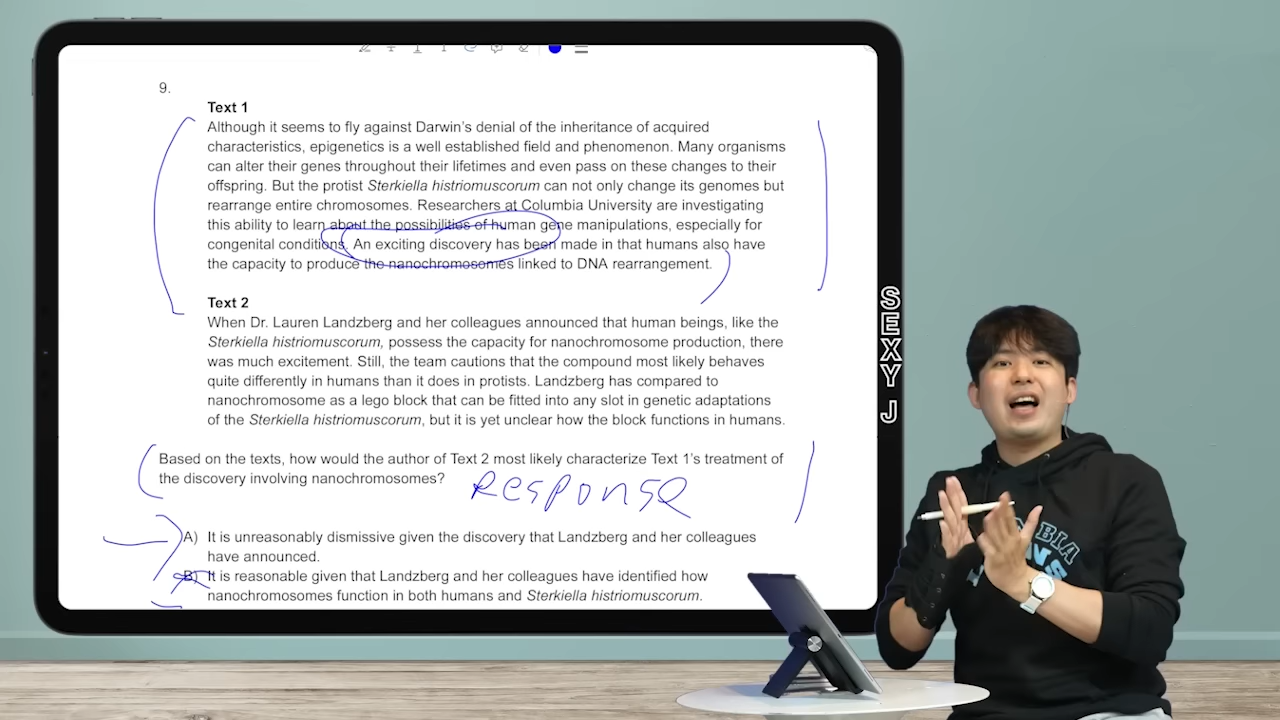 9.
Text 1
Although it seems to fly against Darwin's denial of the inheritance of acquired
characteristics, epigenetics is a well established field and phenomenon. Many organisms
can alter their genes throughout their lifetimes and even pass on these changes to their
offspring. But the protist Sterkiella histriomuscorum can not only change its genomes but
rearrange entire chromosomes. Researchers at Columbia University are investigating
this ability to learn about the possibilities of human gene manipulations, especially for
congenital conditions. An exciting discovery has been made in that humans also have
the capacity to produce the nanochromosomes linked to DNA rearrangement.
Text 2
When Dr. Lauren Landzberg and her colleagues announced that human beings, like the
Sterkiella histriomuscorum, possess the capacity for nanochromosome production, there
was much excitement. Still, the team cautions that the compound most likely behaves
quite differently in humans than it does in protists. Landzberg has compared to
nanochromosome as a lego block that can be fitted into any slot in genetic adaptations
of the Sterkiella histriomuscorum, but it is yet unclear how the block functions in humans.
Based on the texts, how would the author of Text 2 most likely characterize Text 1's treatment of
the discovery involving nanochromosomes?
Response
A) It is unreasonably dismissive given the discovery that Landzberg and her colleagues
have announced.
B) It is reasonable given that Landzberg and her colleagues have identified how
nanochromosomes function in both humans and Sterkiella histriomuscorum.
SEXY J